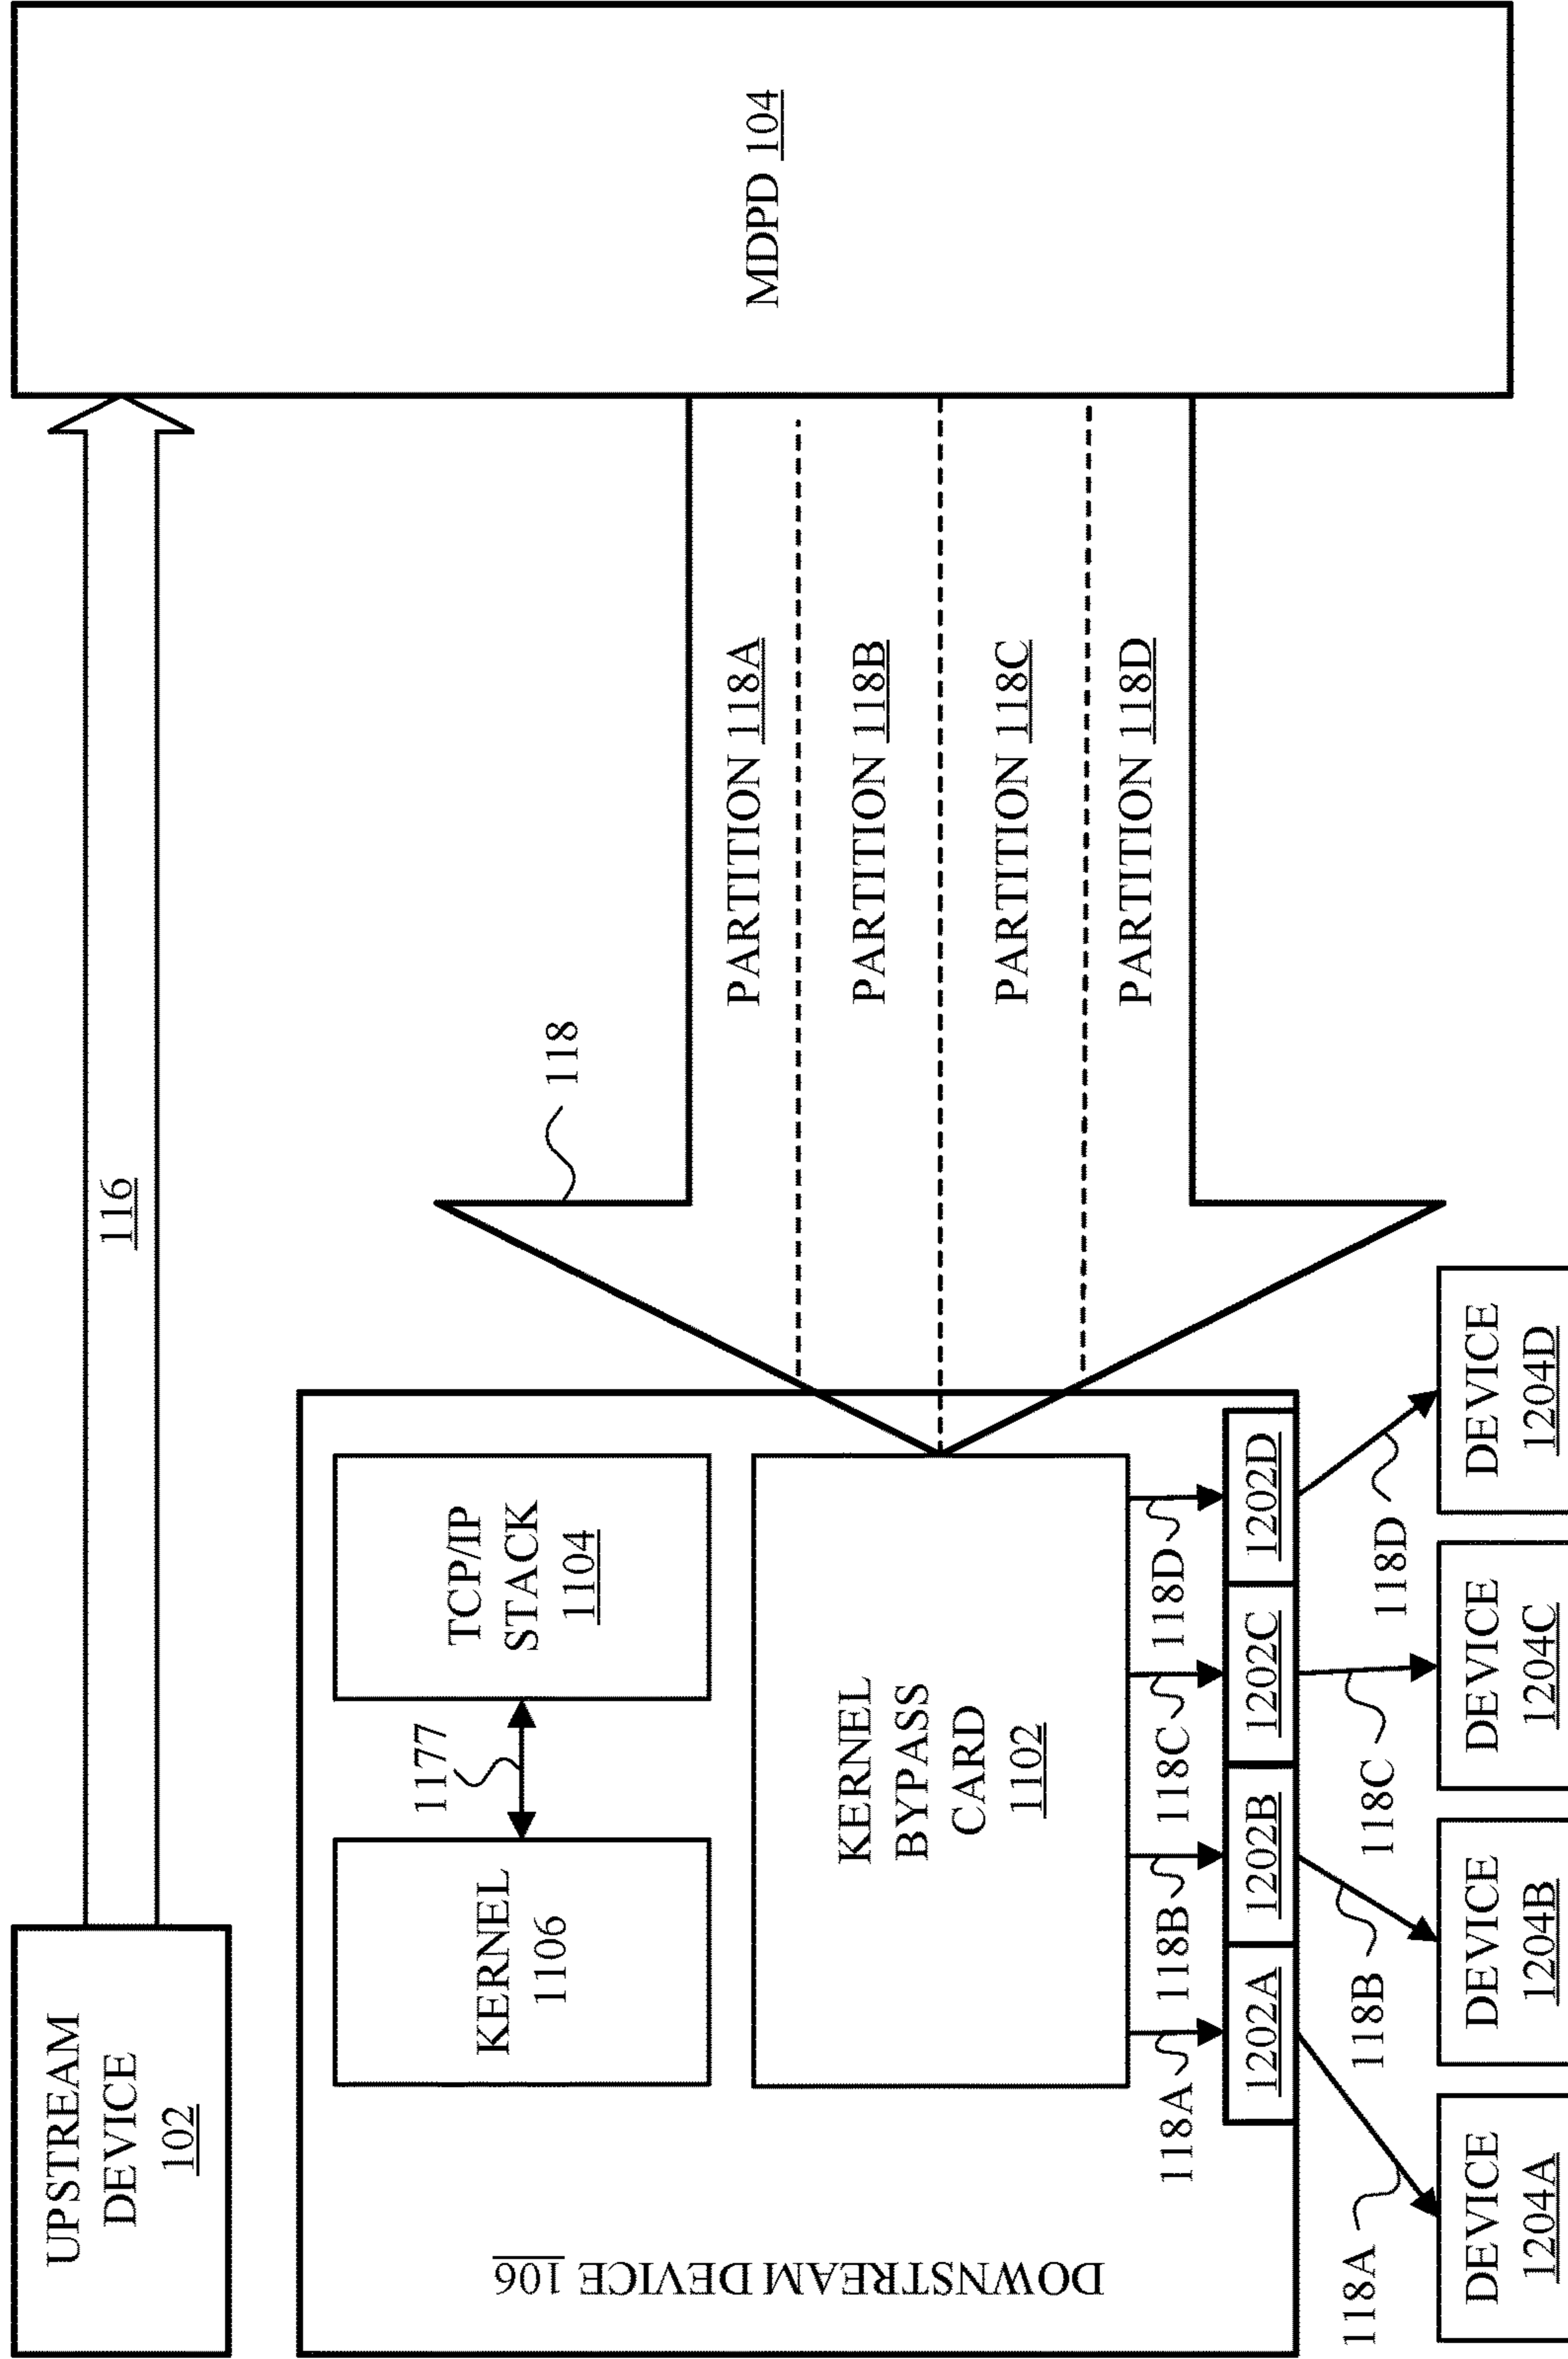 UPSTREAM
DEVICE
102
116
MDPD 104
118
PARTITION 118A
PARTITION 118B
PARTITION 118C
PARTITION 118D
DOWNSTREAM DEVICE 106
KERNEL
1106
1177
TCP/IP
STACK
1104
KERNEL
BYPASS
CARD
1102
118A
118B
118C
118D
1202A
1202B
1202C
1202D
118A
118B
118C
118D
DEVICE
1204A
DEVICE
1204B
DEVICE
1204C
DEVICE
1204D